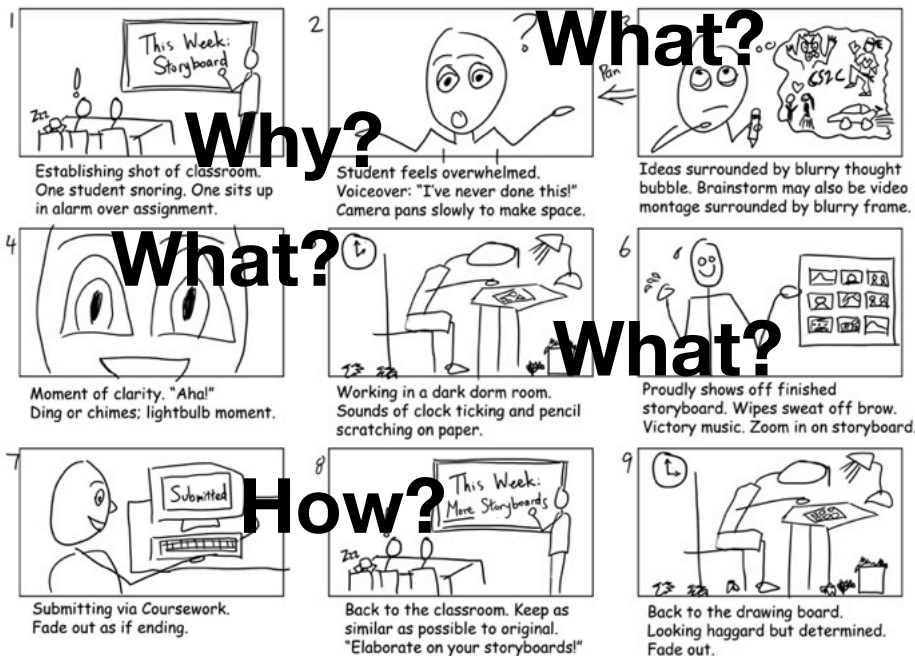 1
This Week:
Storyboard
Zzz
!
Establishing shot of classroom.
One student snoring. One sits up
in alarm over assignment.
Why?
2
?
Student feels overwhelmed.
Voiceover: "I've never done this!"
Camera pans slowly to make space.
What?
3
Pan
CS2C
Ideas surrounded by blurry thought
bubble. Brainstorm may also be video
montage surrounded by blurry frame.
4
What?
Moment of clarity. "Aha!"
Ding or chimes; lightbulb moment.
Working in a dark dorm room.
Sounds of clock ticking and pencil
scratching on paper.
6
What?
Proudly shows off finished
storyboard. Wipes sweat off brow.
Victory music. Zoom in on storyboard.
7
Submitted
Submitting via Coursework.
Fade out as if ending.
How?
8
This Week:
More Storyboards
Zzz
Back to the classroom. Keep as
similar as possible to original.
"Elaborate on your storyboards!"
9
Back to the drawing board.
Looking haggard but determined.
Fade out.